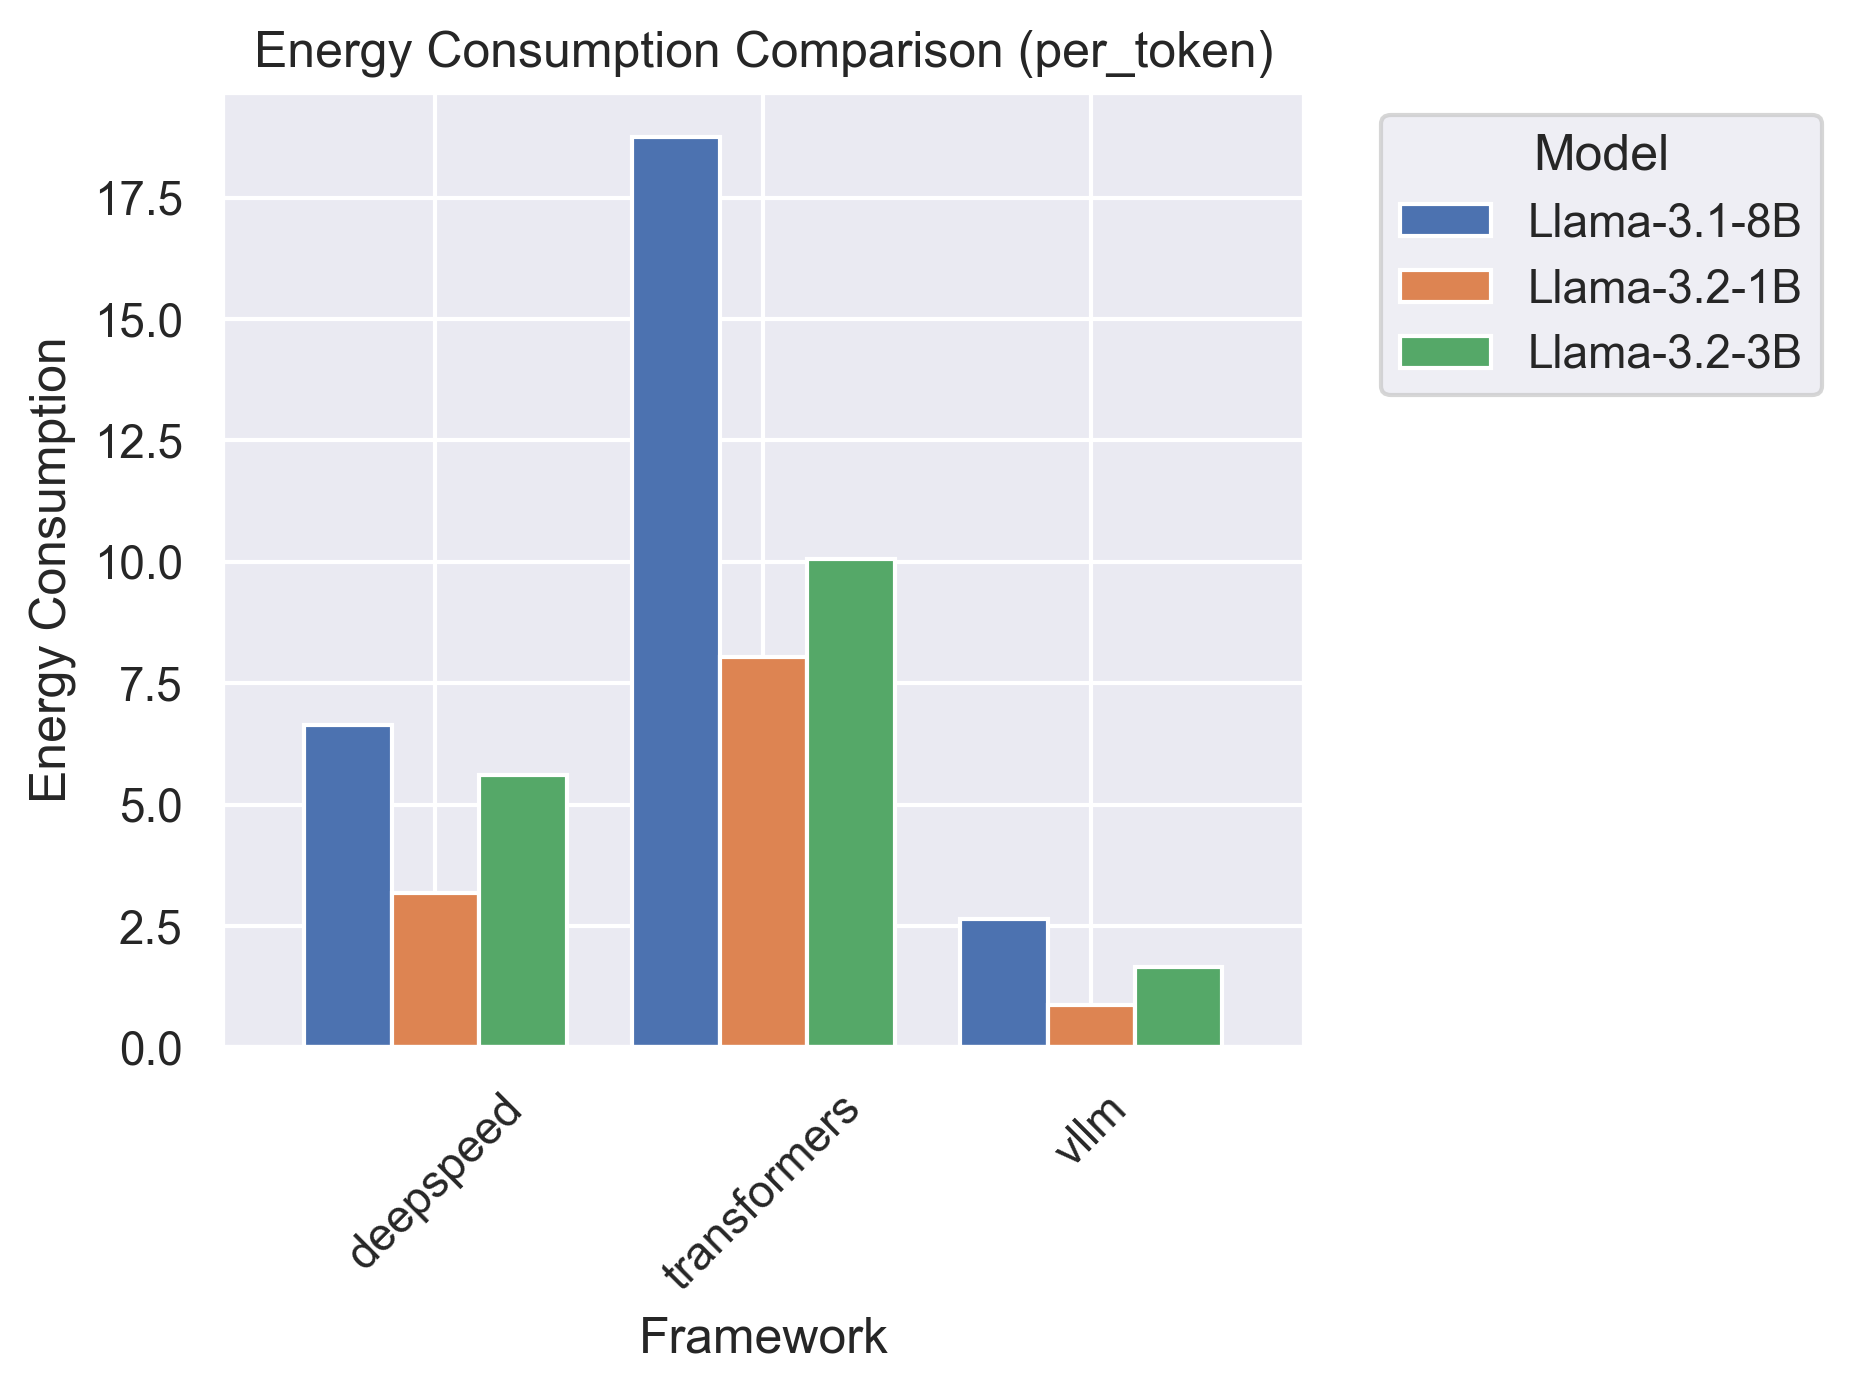 Energy Consumption Comparison (per_token)
Energy Consumption
17.5
15.0
12.5
10.0
7.5
5.0
2.5
0.0
deepspeed
transformers
vllm
Framework
Model
Llama-3.1-8B
Llama-3.2-1B
Llama-3.2-3B